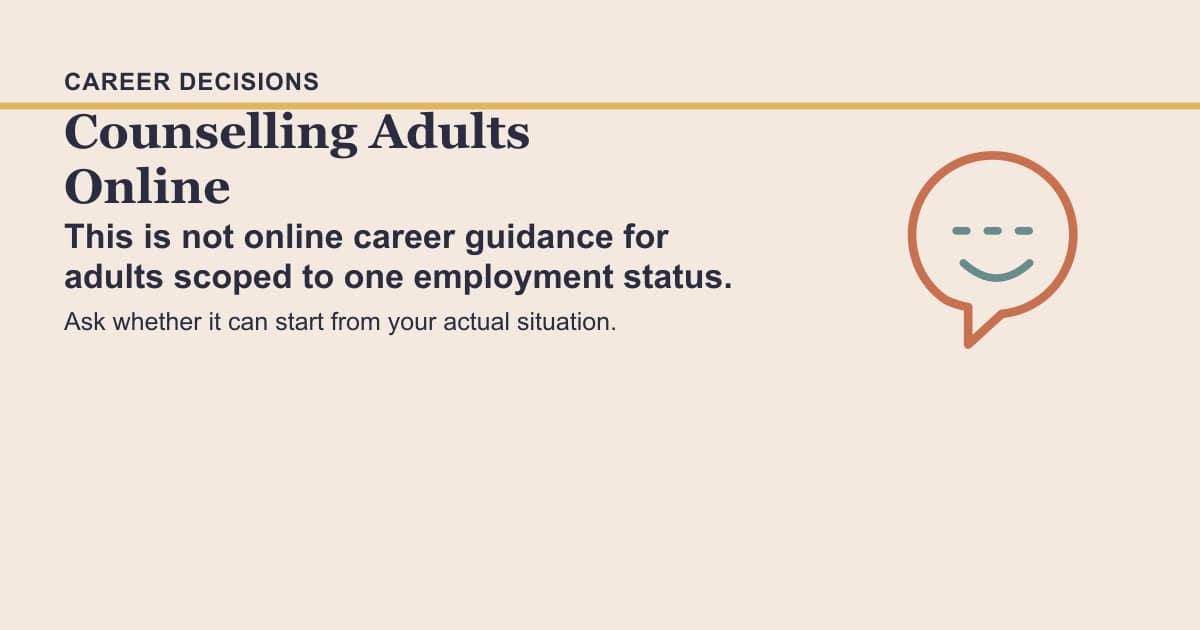 CAREER DECISIONS
Counselling Adults
Online
This is not online career guidance for
adults scoped to one employment status.
Ask whether it can start from your actual situation.